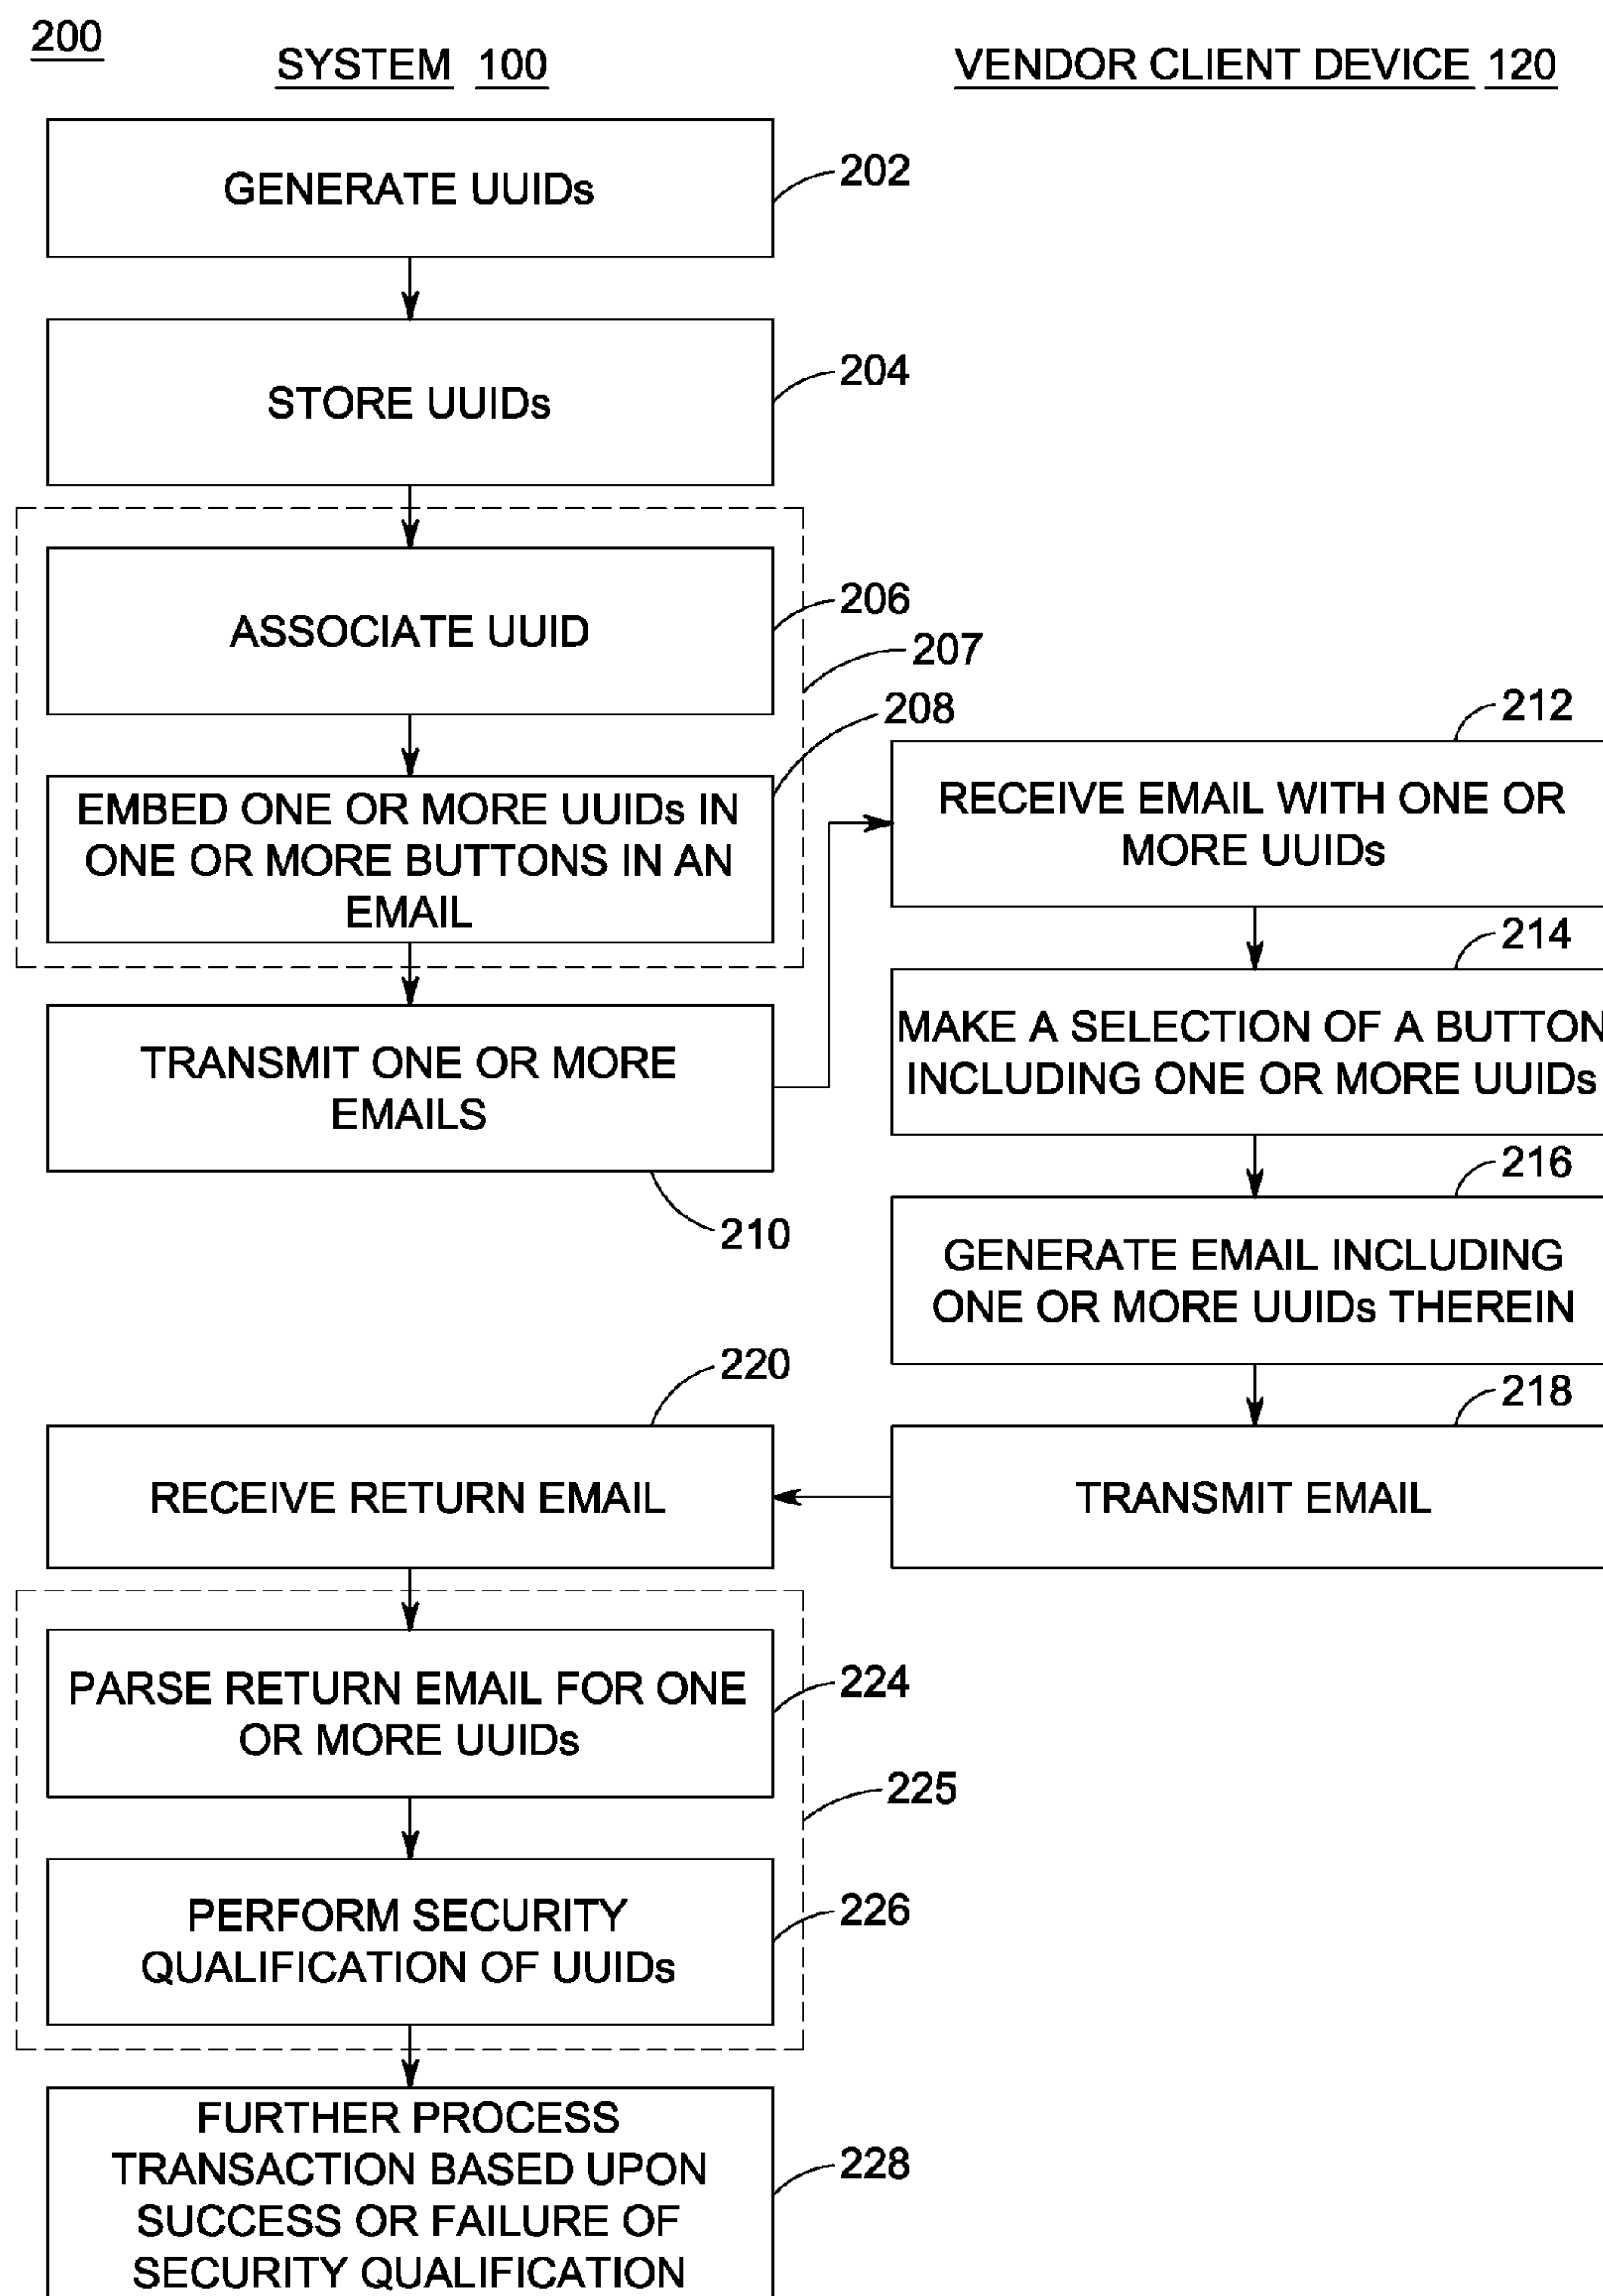 200
SYSTEM 100
VENDOR CLIENT DEVICE 120
GENERATE UUIDs
202
STORE UUIDs
204
ASSOCIATE UUID
206
207
208
EMBED ONE OR MORE UUIDs IN
ONE OR MORE BUTTONS IN AN
EMAIL
TRANSMIT ONE OR MORE
EMAILS
210
212
RECEIVE EMAIL WITH ONE OR
MORE UUIDs
214
MAKE A SELECTION OF A BUTTON
INCLUDING ONE OR MORE UUIDs
216
GENERATE EMAIL INCLUDING
ONE OR MORE UUIDs THEREIN
218
TRANSMIT EMAIL
220
RECEIVE RETURN EMAIL
PARSE RETURN EMAIL FOR ONE
OR MORE UUIDs
224
225
PERFORM SECURITY
QUALIFICATION OF UUIDs
226
FURTHER PROCESS
TRANSACTION BASED UPON
SUCCESS OR FAILURE OF
SECURITY QUALIFICATION
228